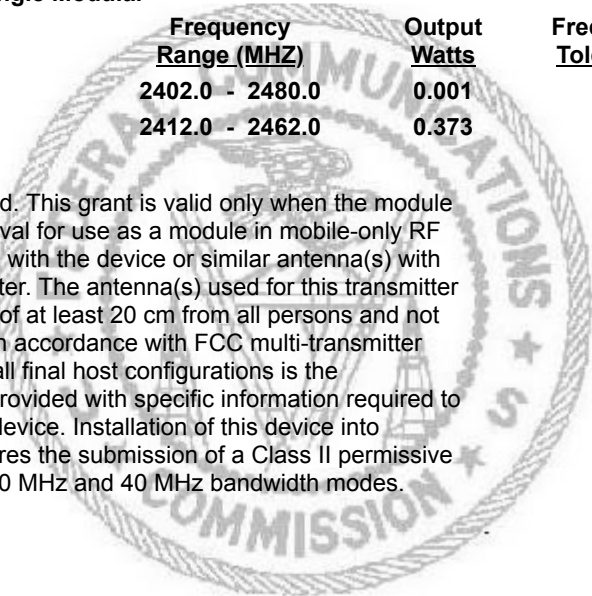 Frequency Output
Range (MHZ) Watts
2402.0 - 2480.0 0.001
2412.0 - 2462.0 0.373
d. This grant is valid only when the module
val for use as a module in mobile-only RF
with the device or similar antenna(s) with
ter. The antenna(s) used for this transmitter
of at least 20 cm from all persons and not
n accordance with FCC multi-transmitter
all final host configurations is the
rovided with specific information required to
device. Installation of this device into
res the submission of a Class II permissive
0 MHz and 40 MHz bandwidth modes.
FEDERAL COMMUNICATIONS COMMISSION